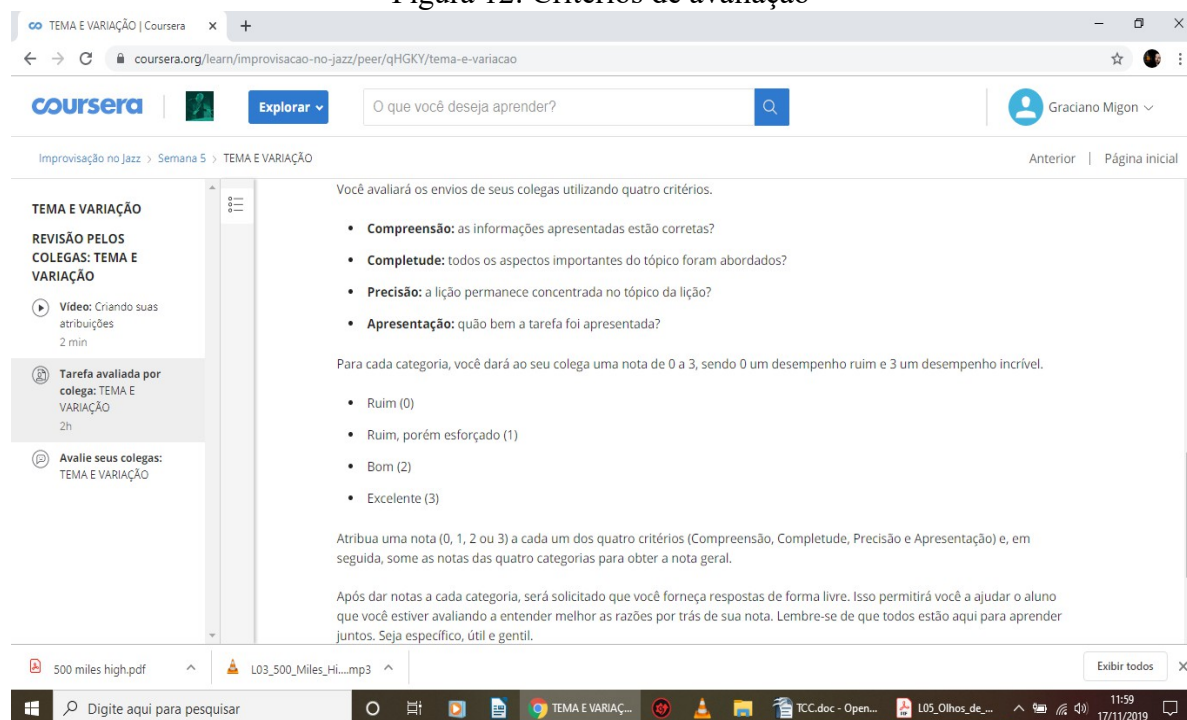 Figura 12: Critérios de avaliação
TEMA E VARIAÇÃO | Coursera
coursera.org/learn/improvisacao-no-jazz/peer/qHGKY/tema-e-variacao
coursera
Explorar
O que você deseja aprender?
Graciano Migon
Improvisação no Jazz > Semana 5 > TEMA E VARIAÇÃO
Anterior | Página inicial
TEMA E VARIAÇÃO
REVISÃO PELOS
COLEGAS: TEMA E
VARIAÇÃO
Vídeo: Criando suas
atribuições
2 min
Tarefa avaliada por
colega: TEMA E
VARIAÇÃO
2h
Avalie seus colegas:
TEMA E VARIAÇÃO
Você avaliará os envios de seus colegas utilizando quatro critérios.
• Compreensão: as informações apresentadas estão corretas?
• Completude: todos os aspectos importantes do tópico foram abordados?
• Precisão: a lição permanece concentrada no tópico da lição?
• Apresentação: quão bem a tarefa foi apresentada?
Para cada categoria, você dará ao seu colega uma nota de 0 a 3, sendo 0 um desempenho ruim e 3 um desempenho incrível.
• Ruim (0)
• Ruim, porém esforçado (1)
• Bom (2)
• Excelente (3)
Atribua uma nota (0, 1, 2 ou 3) a cada um dos quatro critérios (Compreensão, Completude, Precisão e Apresentação) e, em
seguida, some as notas das quatro categorias para obter a nota geral.
Após dar notas a cada categoria, será solicitado que você forneça respostas de forma livre. Isso permitirá você a ajudar o aluno
que você estiver avaliando a entender melhor as razões por trás de sua nota. Lembre-se de que todos estão aqui para aprender
juntos. Seja específico, útil e gentil.
500 miles high.pdf
L03_500_Miles_Hi....mp3
Exibir todos
Digite aqui para pesquisar
TEMA E VARIAÇ...
TCC.doc - Open...
L05_Olhos_de_...
11:59
17/11/2019